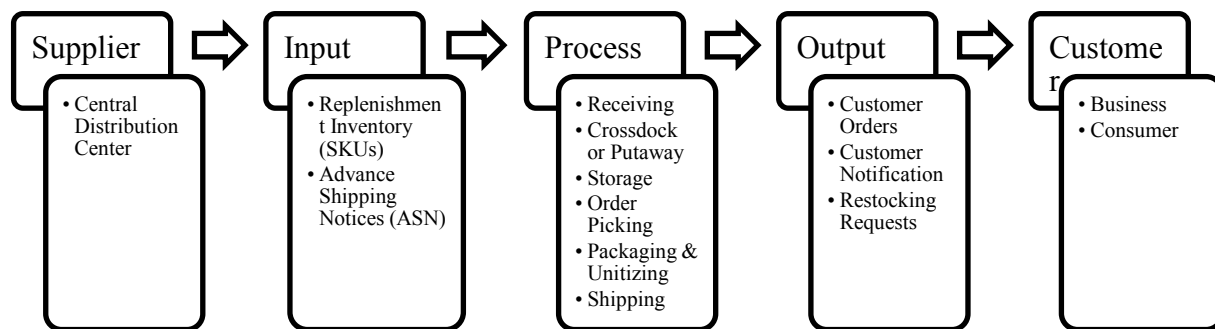 Supplier
• Central
Distribution
Center
Input
• Replenishmen
t Inventory
(SKUs)
• Advance
Shipping
Notices (ASN)
Process
• Receiving
• Crossdock
or Putaway
• Storage
• Order
Picking
• Packaging &
Unitizing
• Shipping
Output
• Customer
Orders
• Customer
Notification
• Restocking
Requests
Custome
r
• Business
• Consumer